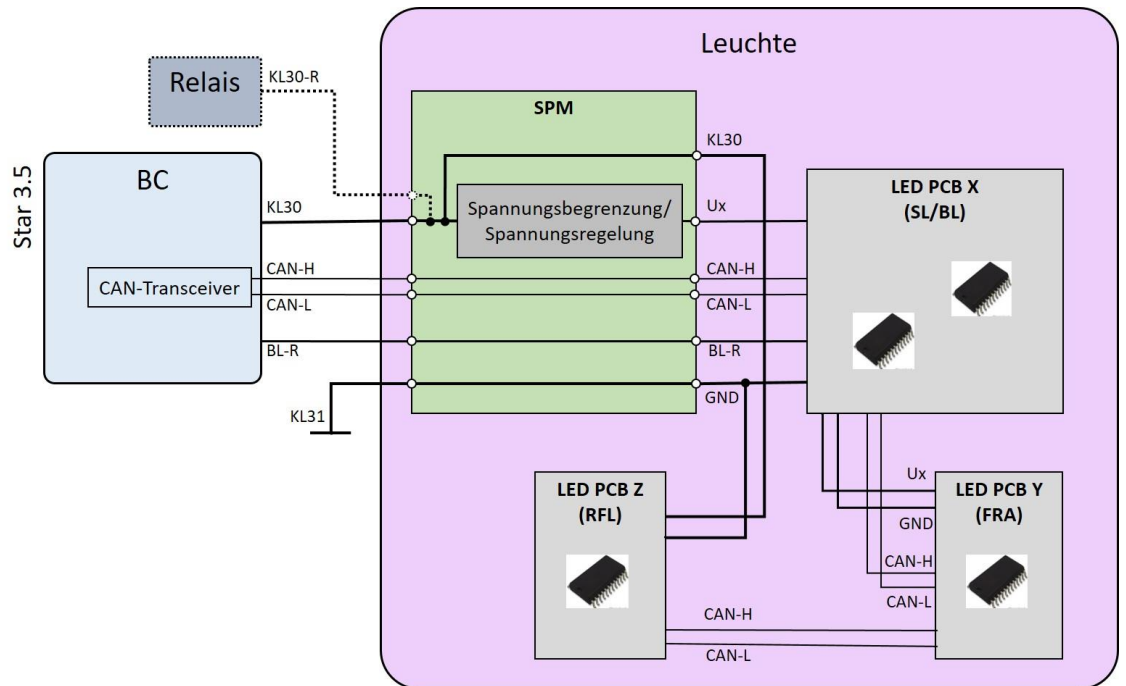 Leuchte
Relais
KL30-R
SPM
KL30
Star 3.5
BC
LED PCB X
(SL/BL)
KL30
Spannungsbegrenzung/
Spannungsregelung
Ux
CAN-Transceiver
CAN-H
CAN-L
CAN-H
CAN-L
BL-R
BL-R
KL31
GND
LED PCB Z
(RFL)
Ux
GND
LED PCB Y
(FRA)
CAN-H
CAN-L
CAN-H
CAN-L